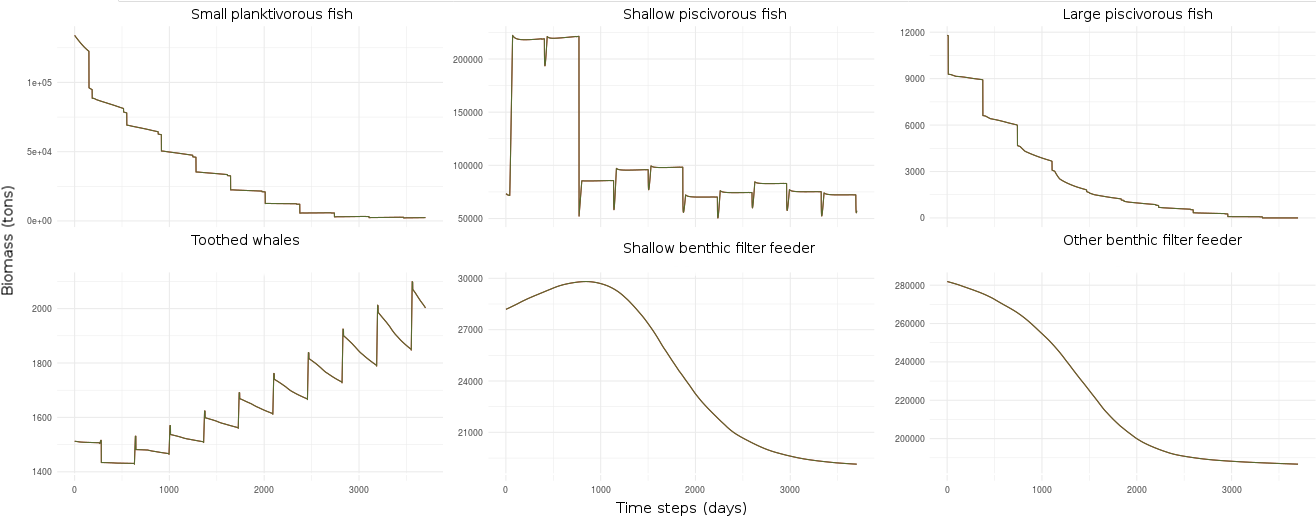 Small planktivorous fish
Shallow piscivorous fish
Large piscivorous fish
1e+05
5e+04
0e+00
200000
150000
100000
50000
12000
9000
6000
3000
0
0 1000 2000 3000
Biomass (tons)
Toothed whales
Shallow benthic filter feeder
Other benthic filter feeder
2000
1800
1600
1400
0 1000 2000 3000
30000
27000
24000
21000
0 1000 2000 3000
280000
260000
240000
220000
200000
Time steps (days)